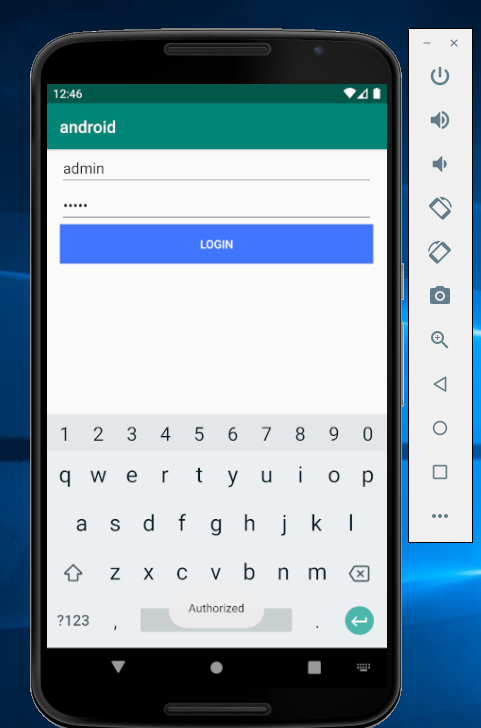 12:46
android
admin
•••••
LOGIN
1 2 3 4 5 6 7 8 9 0
q w e r t y u i o p
a s d f g h j k l
z x c v b n m
?123 , .
Authorized